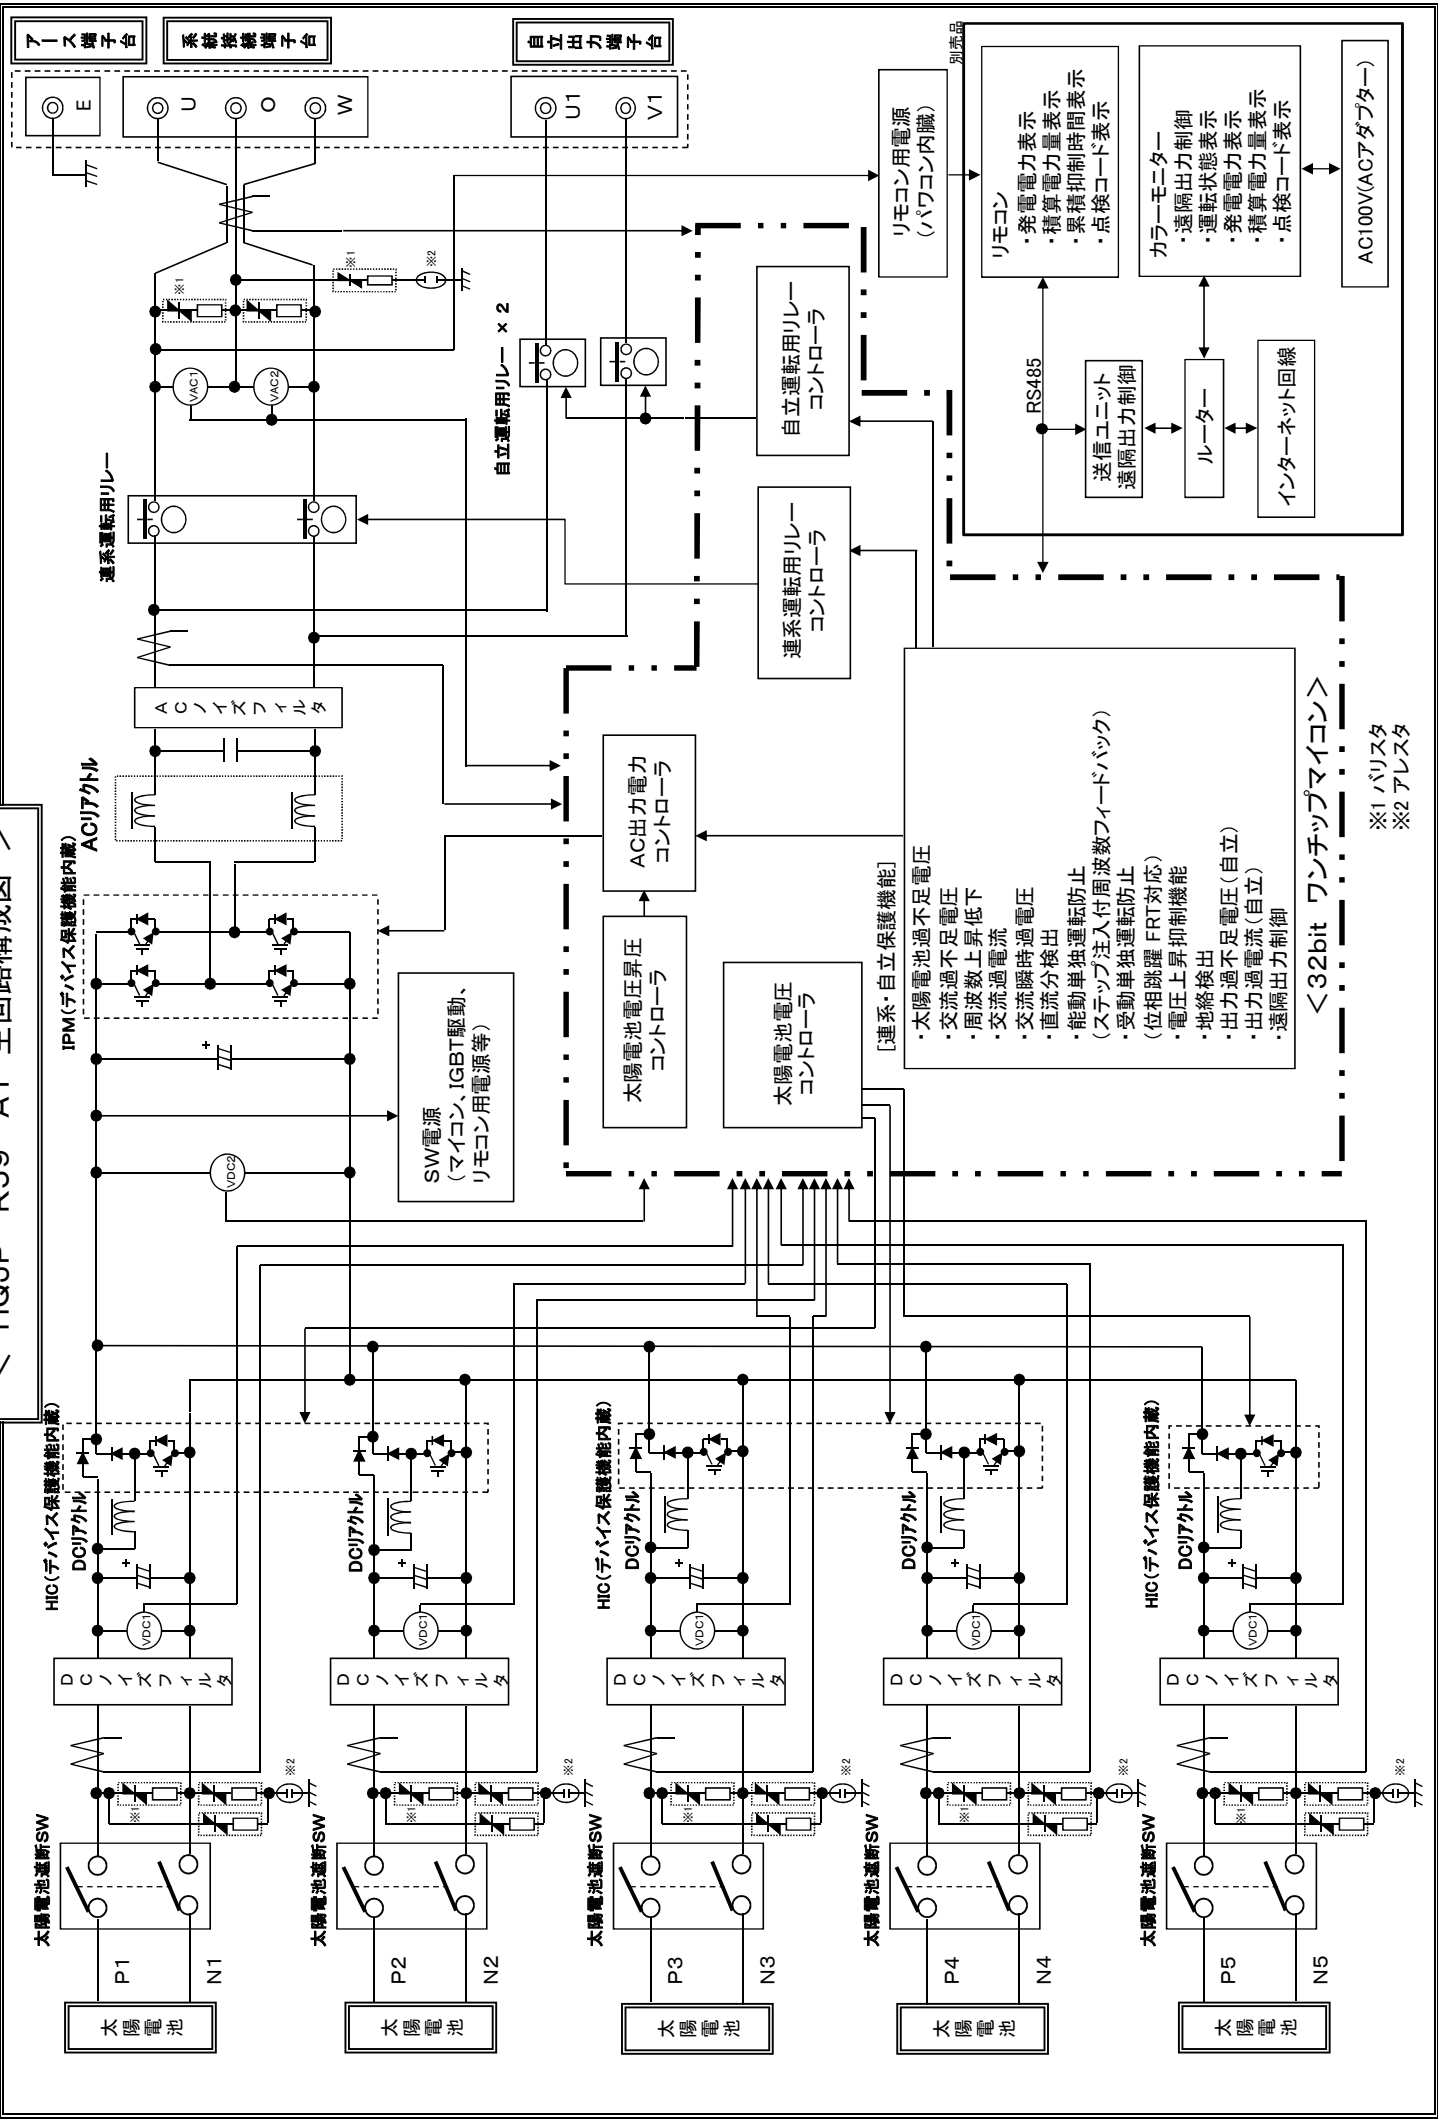 アース端子台
系統接続端子台
自立出力端子台
E
U
O
W
U1
V1
※1
※1
※2
VAC1
VAC2
連系運転用リレー
自立運転用リレー × 2
ACノイズフィルタ
ACリアクトル
IPM(デバイス保護機能内蔵)
+
VDC2
SW電源
(マイコン、IGBT駆動、
リモコン用電源等)
AC出力電力
コントローラ
太陽電池電圧昇圧
コントローラ
太陽電池電圧
コントローラ
連系運転用リレー
コントローラ
自立運転用リレー
コントローラ
リモコン用電源
(パワコン内臓)
別売品
リモコン
・発電電力表示
・積算電力量表示
・累積抑制時間表示
・点検コード表示
カラーモニター
・遠隔出力制御
・運転状態表示
・発電電力表示
・積算電力量表示
・点検コード表示
AC100V(ACアダプター)
RS485
送信ユニット
遠隔出力制御
ルーター
インターネット回線
[連系・自立保護機能]
・太陽電池過不足電圧
・交流過不足電圧
・周波数上昇低下
・交流過電流
・交流瞬時過電圧
・直流分検出
・能動単独運転防止
(ステップ注入付周波数フィードバック)
・受動単独運転防止
(位相跳躍 FRT対応)
・電圧上昇抑制機能
・地絡検出
・出力過不足電圧(自立)
・出力過電流(自立)
・遠隔出力制御
<32bit ワンチップマイコン>
※1 バリスタ
※2 アレスタ
HIC(デバイス保護機能内蔵)
DCリアクトル
+
VDC1
DCノイズフィルタ
※1
※2
太陽電池遮断SW
P1
N1
太陽電池
DCリアクトル
+
VDC1
DCノイズフィルタ
※1
※2
太陽電池遮断SW
P2
N2
太陽電池
HIC(デバイス保護機能内蔵)
DCリアクトル
+
VDC1
DCノイズフィルタ
※1
※2
太陽電池遮断SW
P3
N3
太陽電池
DCリアクトル
+
VDC1
DCノイズフィルタ
※1
※2
太陽電池遮断SW
P4
N4
太陽電池
HIC(デバイス保護機能内蔵)
DCリアクトル
+
VDC1
DCノイズフィルタ
※1
※2
太陽電池遮断SW
P5
N5
太陽電池